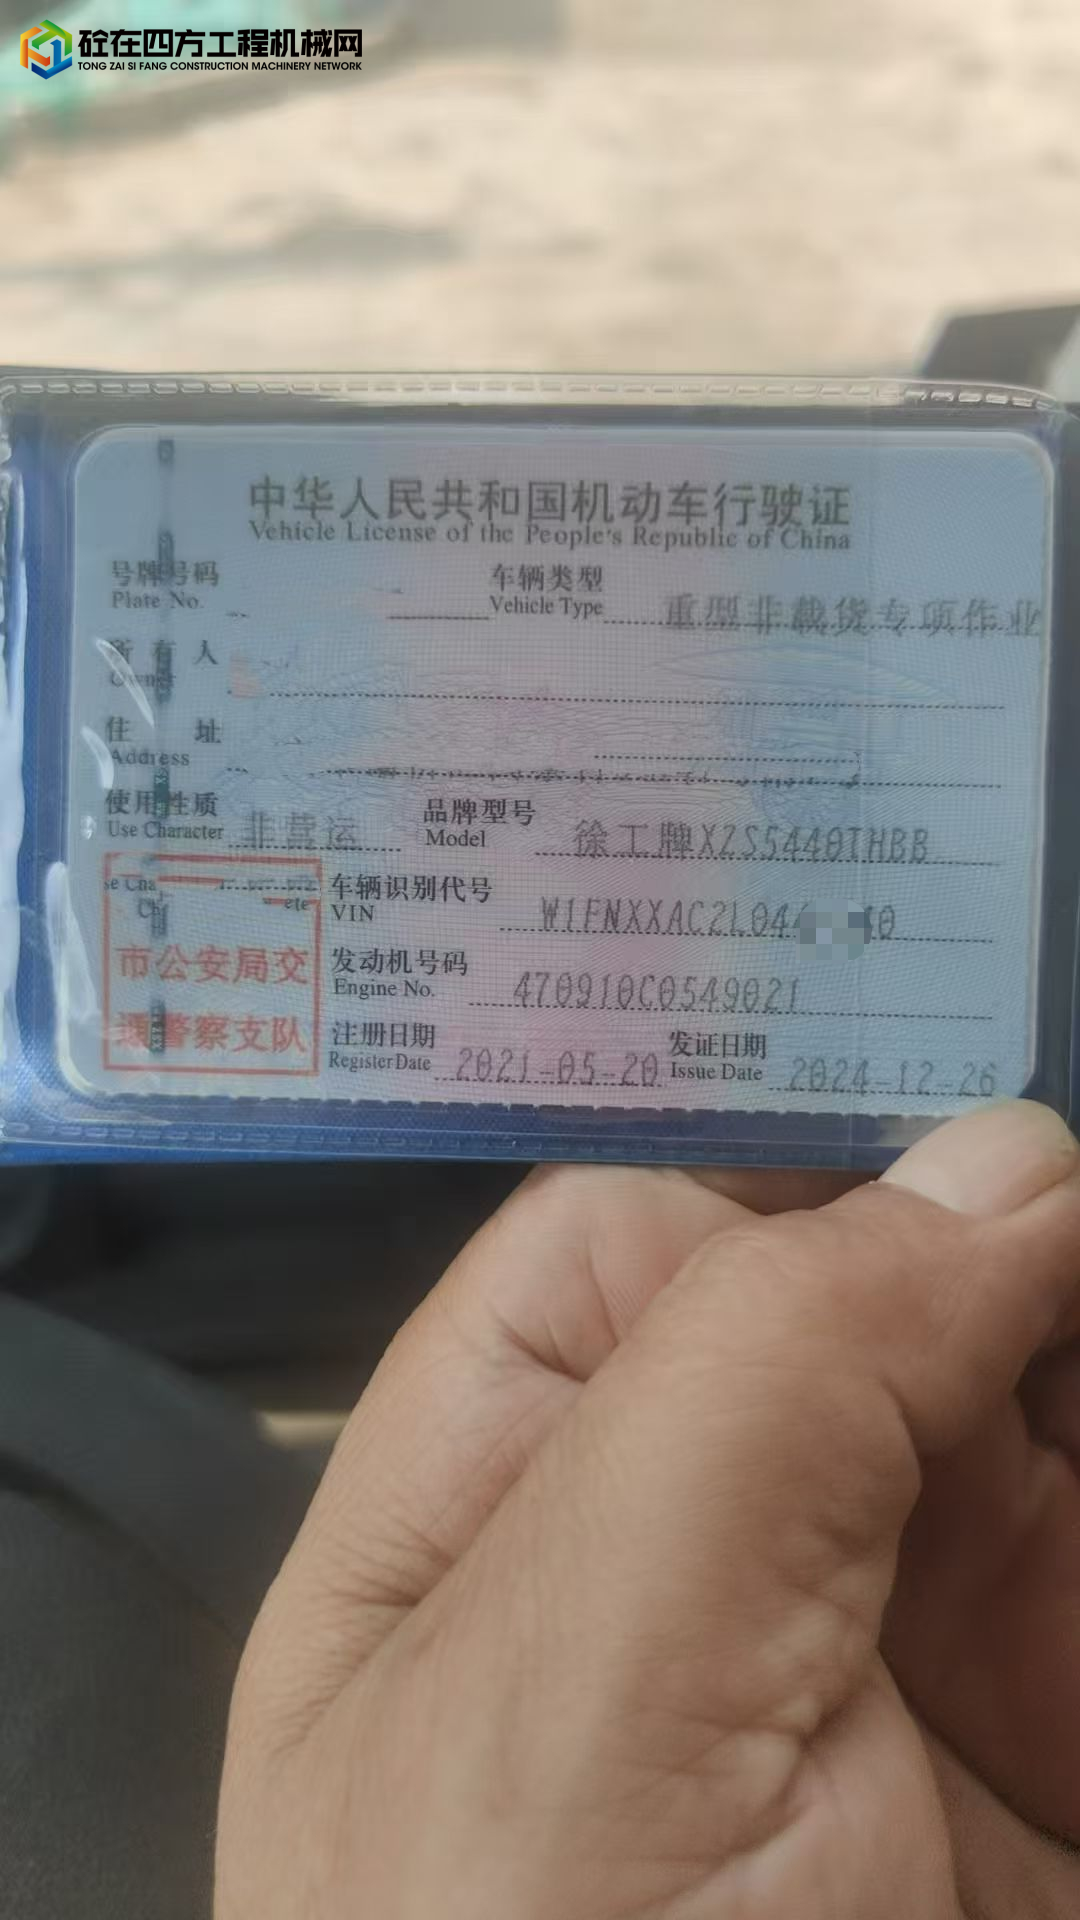 砼在四方工程机械网
TONG ZAI SI FANG CONSTRUCTION MACHINERY NETWORK
中华人民共和国机动车行驶证
Vehicle License of the People's Republic of China
号牌号码 车辆类型 重型非载货专项作业
Plate No. Vehicle Type
所有人
Owner
住址
Address
使用性质 非营运 品牌型号 徐工牌XZS5440THBB
Use Character Model
车辆识别代号
VIN W1FNXXAC2L04 40
市公安局交
通警察支队
发动机号码 470910C0549021
Engine No.
注册日期 2021-05-20 发证日期 2024-12-26
Register Date Issue Date